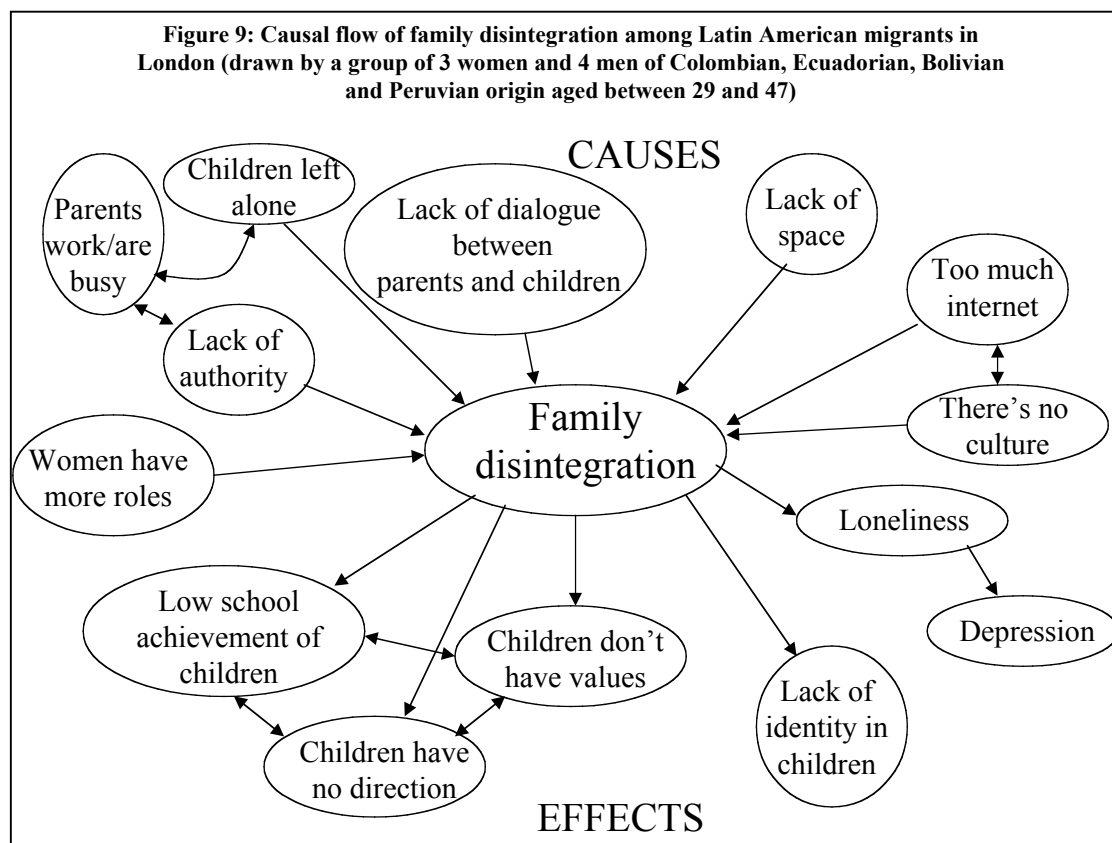 Figure 9: Causal flow of family disintegration among Latin American migrants in
London (drawn by a group of 3 women and 4 men of Colombian, Ecuadorian, Bolivian
and Peruvian origin aged between 29 and 47)
CAUSES
Parents
work/are
busy
Children left
alone
Lack of dialogue
between
parents and children
Lack of
space
Too much
internet
Lack of
authority
There's no
culture
Women have
more roles
Family
disintegration
Loneliness
Depression
Low school
achievement of
children
Children don't
have values
Lack of
identity in
children
Children have
no direction
EFFECTS